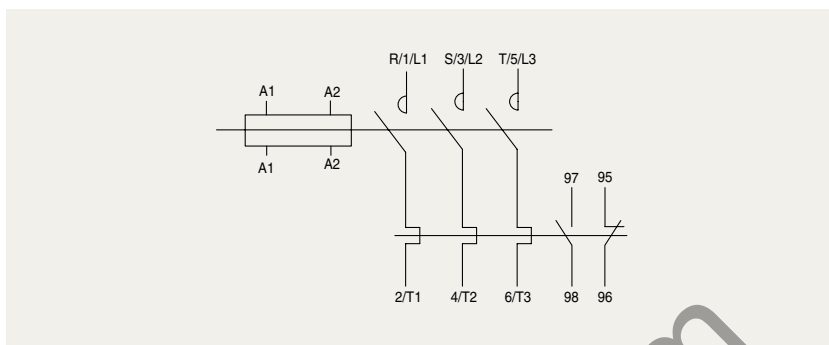 R/1/L1 S/3/L2 T/5/L3
A1 A2
A1 A2
97 95
2/T1 4/T2 6/T3 98 96